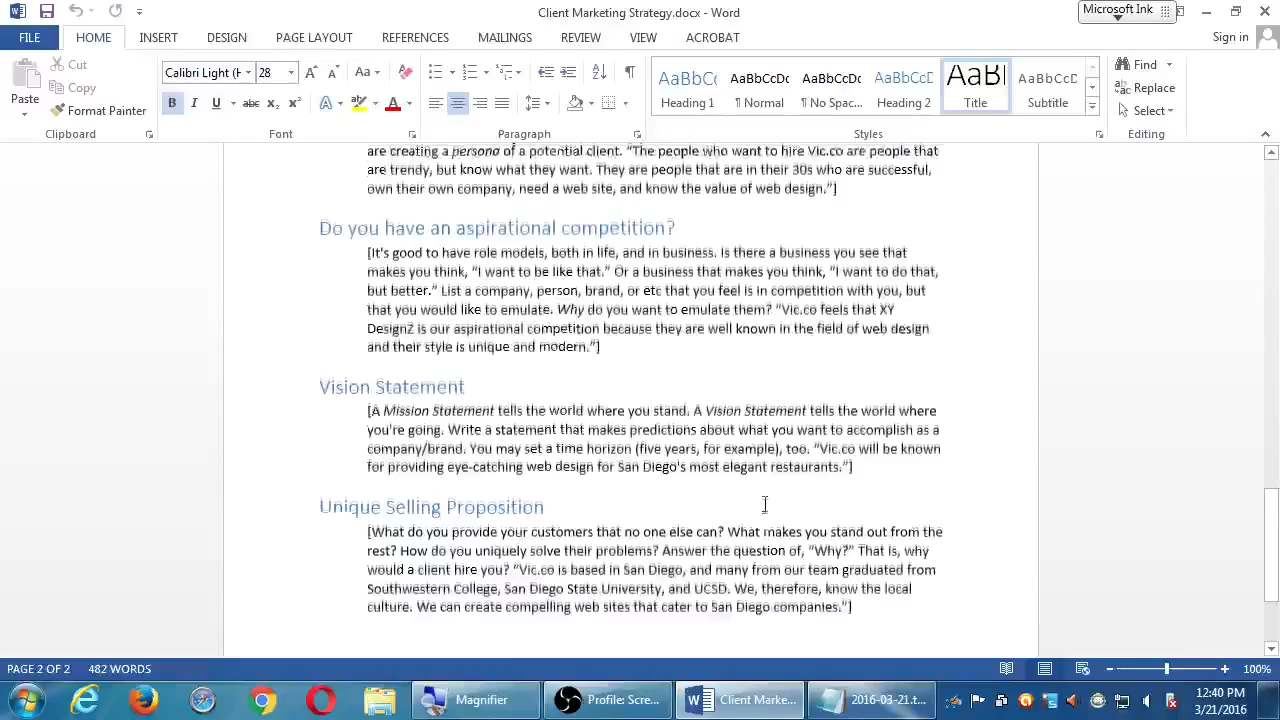 Client Marketing Strategy.docx - Word
Microsoft Ink
FILE HOME INSERT DESIGN PAGE LAYOUT REFERENCES MAILINGS REVIEW VIEW ACROBAT Sign in
Paste
Cut
Copy
Format Painter
Clipboard
Calibri Light (H 28
Font
Paragraph
AaBbCc AaBbCcDc AaBbCcDc AaBbCcD AaBl AaBbCcD
Heading 1 ¶ Normal ¶ No Spac... Heading 2 Title Subtitle
Styles
Find
Replace
Select
Editing
are creating a persona of a potential client. “The people who want to hire Vic.co are people that
are trendy, but know what they want. They are people that are in their 30s who are successful,
own their own company, need a web site, and know the value of web design.”]
Do you have an aspirational competition?
[It's good to have role models, both in life, and in business. Is there a business you see that
makes you think, “I want to be like that.” Or a business that makes you think, “I want to do that,
but better.” List a company, person, brand, or etc that you feel is in competition with you, but
that you would like to emulate. Why do you want to emulate them? “Vic.co feels that XY
DesignZ is our aspirational competition because they are well known in the field of web design
and their style is unique and modern.”]
Vision Statement
[A Mission Statement tells the world where you stand. A Vision Statement tells the world where
you're going. Write a statement that makes predictions about what you want to accomplish as a
company/brand. You may set a time horizon (five years, for example), too. “Vic.co will be known
for providing eye-catching web design for San Diego's most elegant restaurants.”]
Unique Selling Proposition
[What do you provide your customers that no one else can? What makes you stand out from the
rest? How do you uniquely solve their problems? Answer the question of, “Why?” That is, why
would a client hire you? “Vic.co is based in San Diego, and many from our team graduated from
Southwestern College, San Diego State University, and UCSD. We, therefore, know the local
culture. We can create compelling web sites that cater to San Diego companies.”]
PAGE 2 OF 2 482 WORDS 100%
Magnifier Profile: Scre... Client Marke... 2016-03-21.t...
12:40 PM
3/21/2016